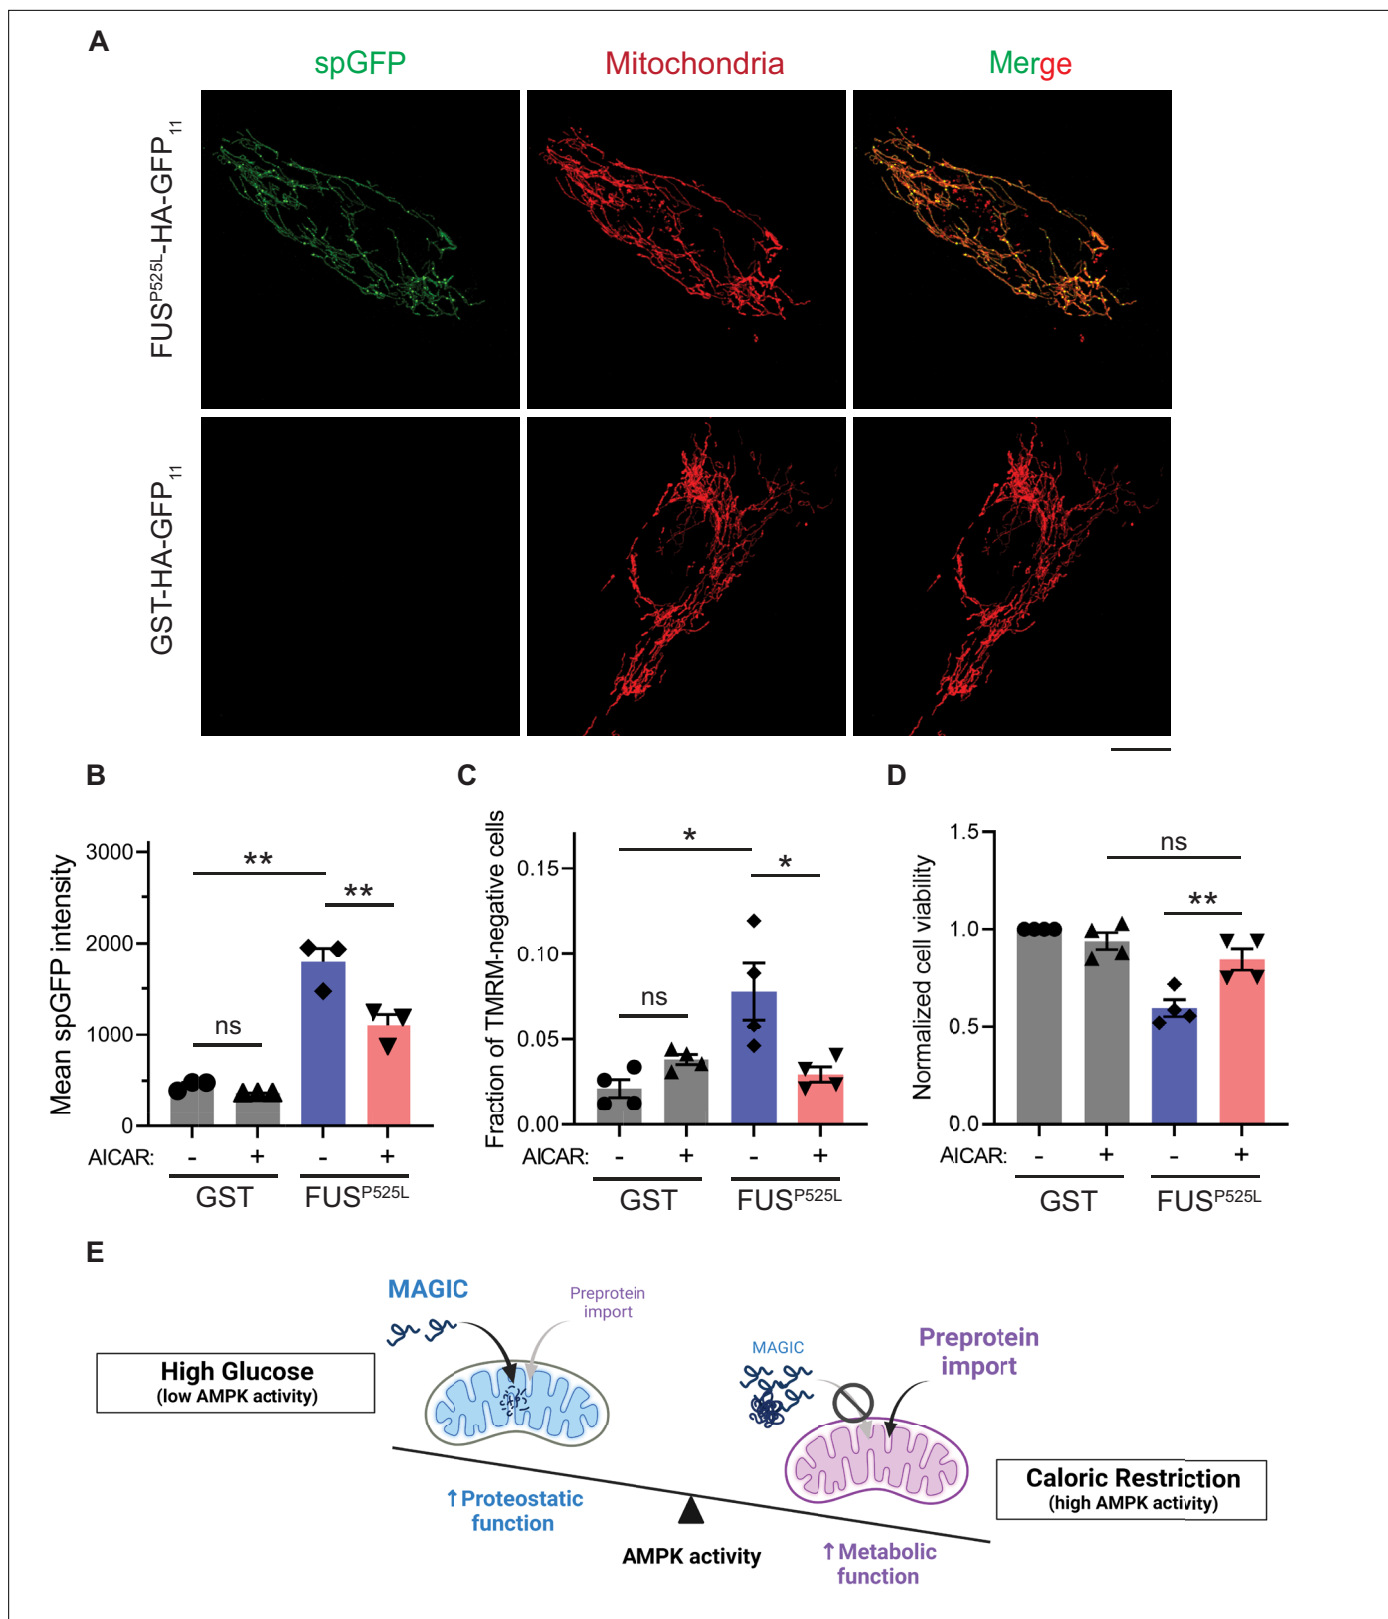 A
spGFP Mitochondria Merge
FUSP525L-HA-GFP11
GST-HA-GFP11
B
Mean spGFP intensity
3000
2000
1000
0
**
**
ns
AICAR: - + - +
GST FUSP525L
C
Fraction of TMRM-negative cells
0.15
0.10
0.05
0.00
*
*
ns
AICAR: - + - +
GST FUSP525L
D
Normalized cell viability
1.5
1.0
0.5
0.0
ns
**
AICAR: - + - +
GST FUSP525L
E
MAGIC
Preprotein
import
High Glucose
(low AMPK activity)
MAGIC
Preprotein
import
Caloric Restriction
(high AMPK activity)
↑Proteostatic
function
AMPK activity
↑Metabolic
function